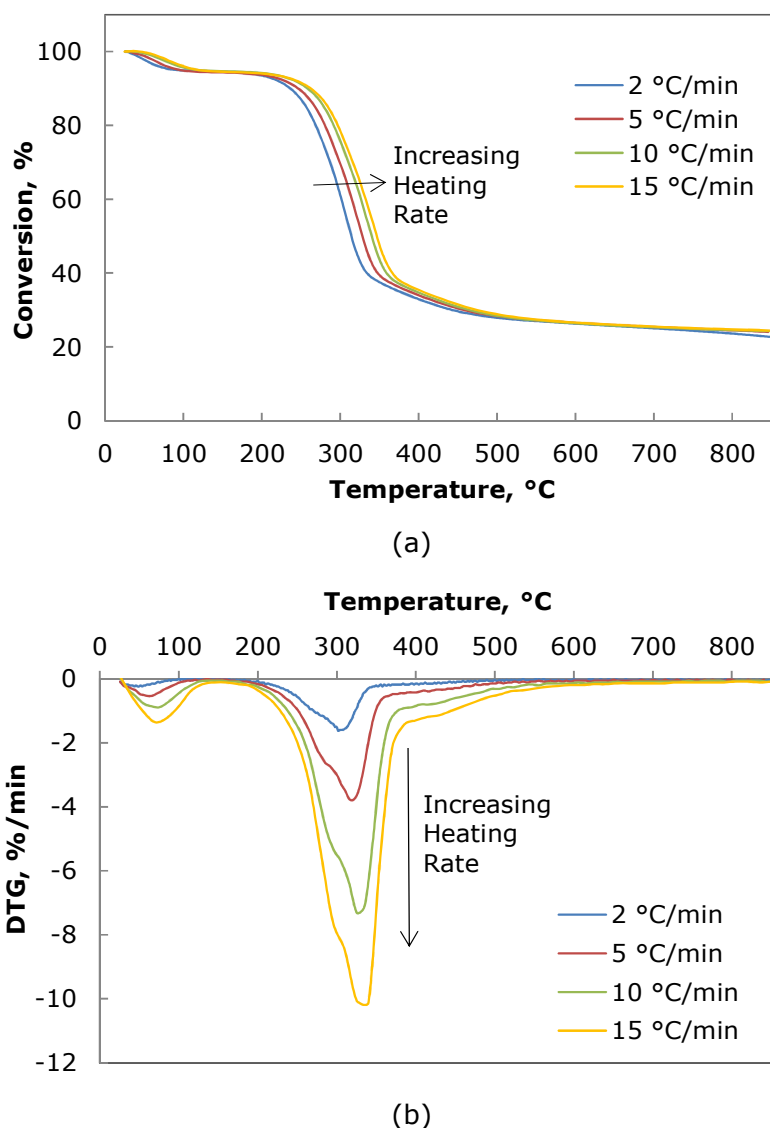 100
80
60
40
20
0
Conversion, %
2 °C/min
5 °C/min
10 °C/min
15 °C/min
Increasing
Heating
Rate
0 100 200 300 400 500 600 700 800
Temperature, °C
(a)
Temperature, °C
0 100 200 300 400 500 600 700 800
0
-2
-4
-6
-8
-10
-12
DTG, %/min
Increasing
Heating
Rate
2 °C/min
5 °C/min
10 °C/min
15 °C/min
(b)